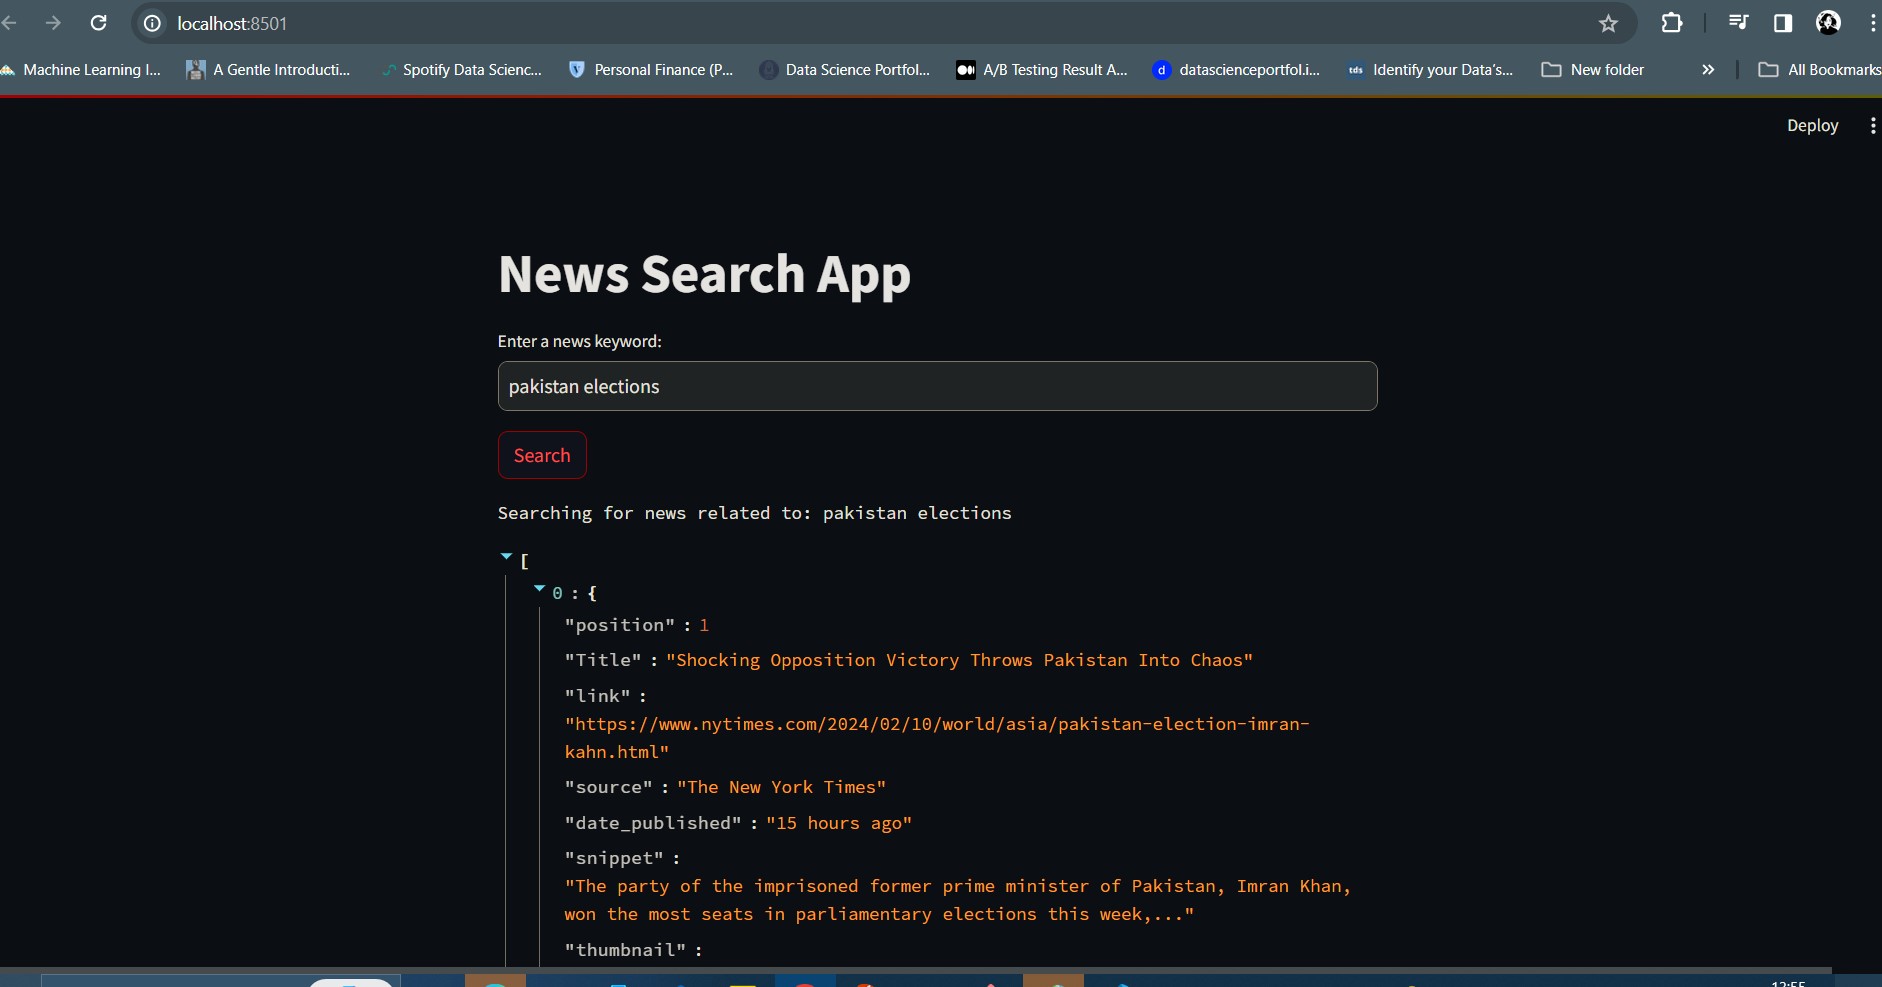 localhost:8501
Machine Learning I... A Gentle Introducti... Spotify Data Scienc... Personal Finance (P... Data Science Portfol... A/B Testing Result A... d datascienceportfol.i... tds Identify your Data's... New folder » All Bookmarks
Deploy
News Search App
Enter a news keyword:
pakistan elections
Search
Searching for news related to: pakistan elections
[
0 : {
"position" : 1
"Title" : "Shocking Opposition Victory Throws Pakistan Into Chaos"
"link" :
"https://www.nytimes.com/2024/02/10/world/asia/pakistan-election-imran-
kahn.html"
"source" : "The New York Times"
"date_published" : "15 hours ago"
"snippet" :
"The party of the imprisoned former prime minister of Pakistan, Imran Khan,
won the most seats in parliamentary elections this week,..."
"thumbnail" :